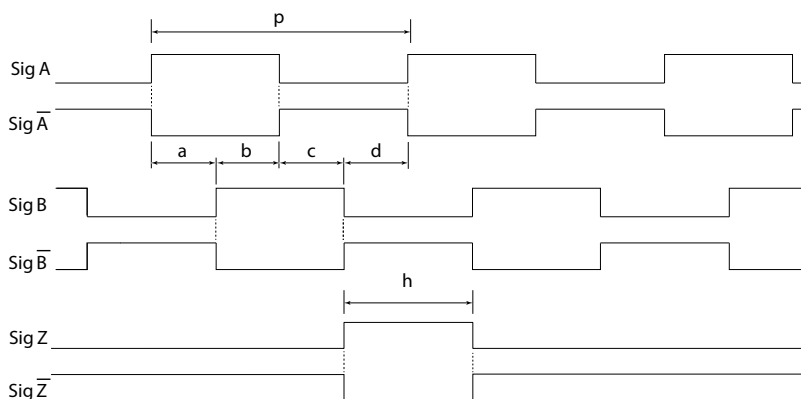 p
Sig A
Sig A̅
a b c d
Sig B
Sig B̅
h
Sig Z
Sig Z̅